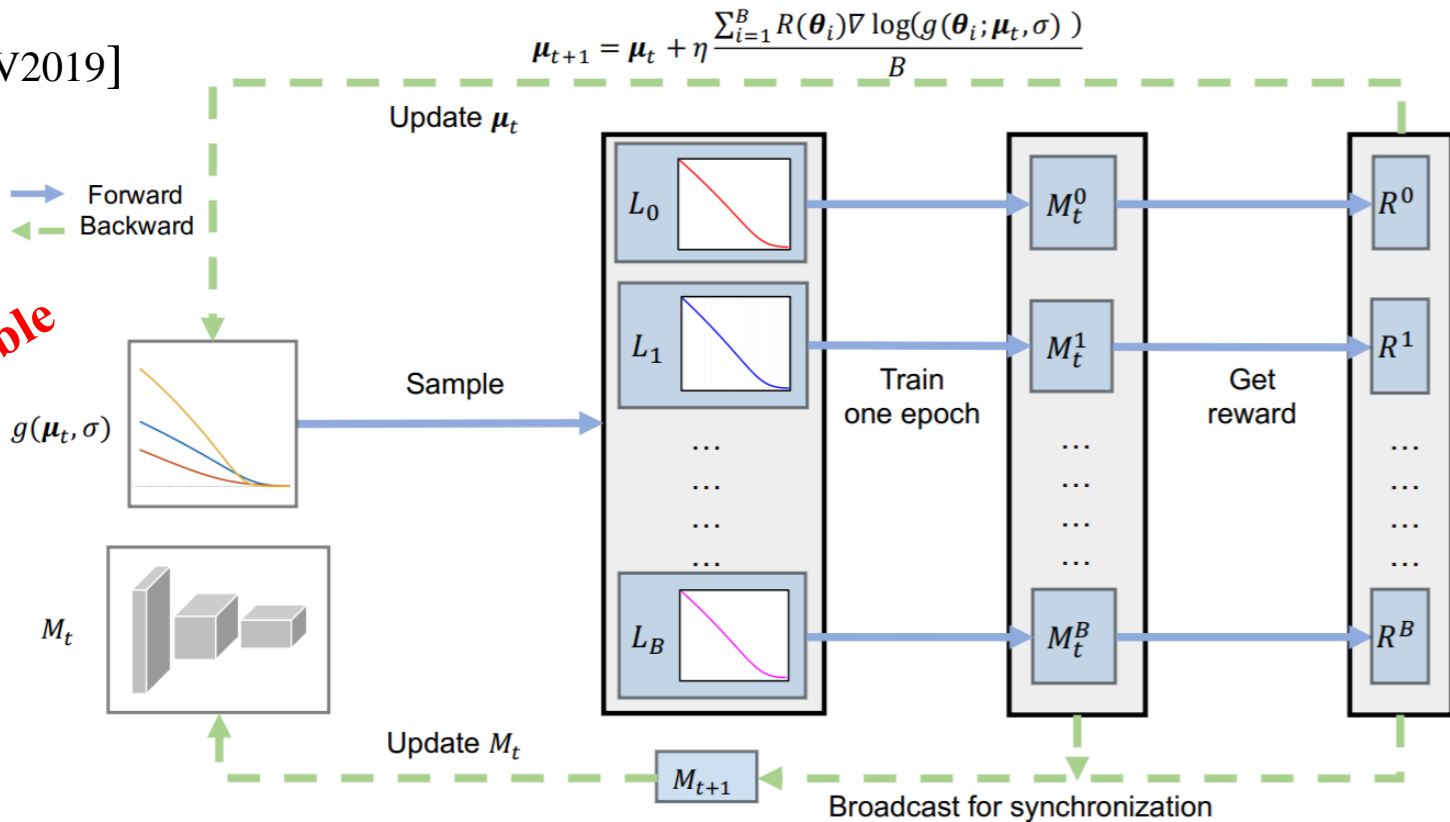 μ_{t+1} = μ_t + η \frac{\sum_{i=1}^{B} R(θ_i)∇ log(g(θ_i; μ_t, σ) )}{B}
V2019]
Update μ_t
Forward
Backward
ble
g(μ_t, σ)
Sample
L_0
L_1
...
...
...
...
L_B
Train
one epoch
M_t^0
M_t^1
...
...
...
...
M_t^B
Get
reward
R^0
R^1
...
...
...
...
R^B
M_t
Update M_t
M_{t+1}
Broadcast for synchronization